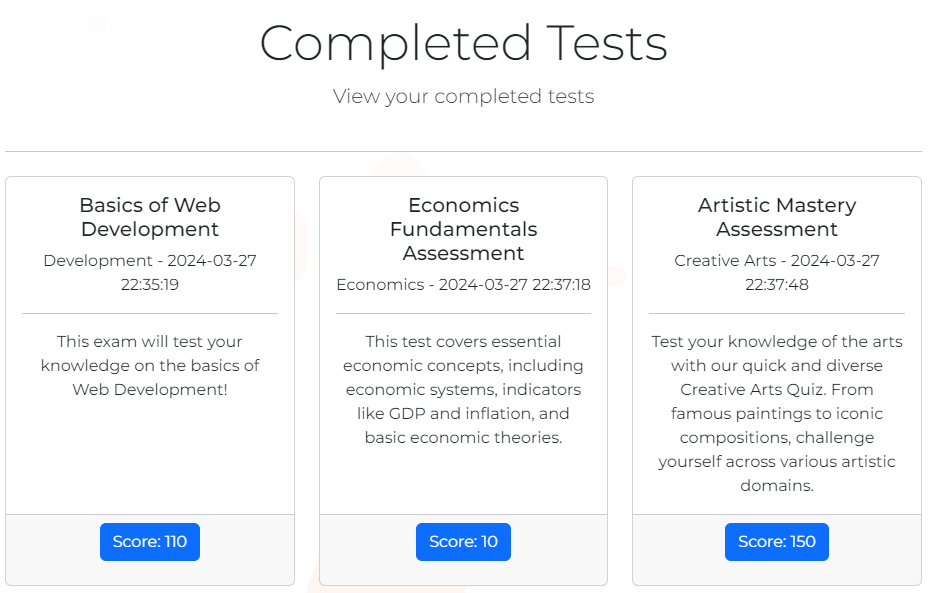 Completed Tests
View your completed tests
Basics of Web
Development
Development - 2024-03-27
22:35:19
This exam will test your
knowledge on the basics of
Web Development!
Score: 110
Economics
Fundamentals
Assessment
Economics - 2024-03-27 22:37:18
This test covers essential
economic concepts, including
economic systems, indicators
like GDP and inflation, and
basic economic theories.
Score: 10
Artistic Mastery
Assessment
Creative Arts - 2024-03-27
22:37:48
Test your knowledge of the arts
with our quick and diverse
Creative Arts Quiz. From
famous paintings to iconic
compositions, challenge
yourself across various artistic
domains.
Score: 150